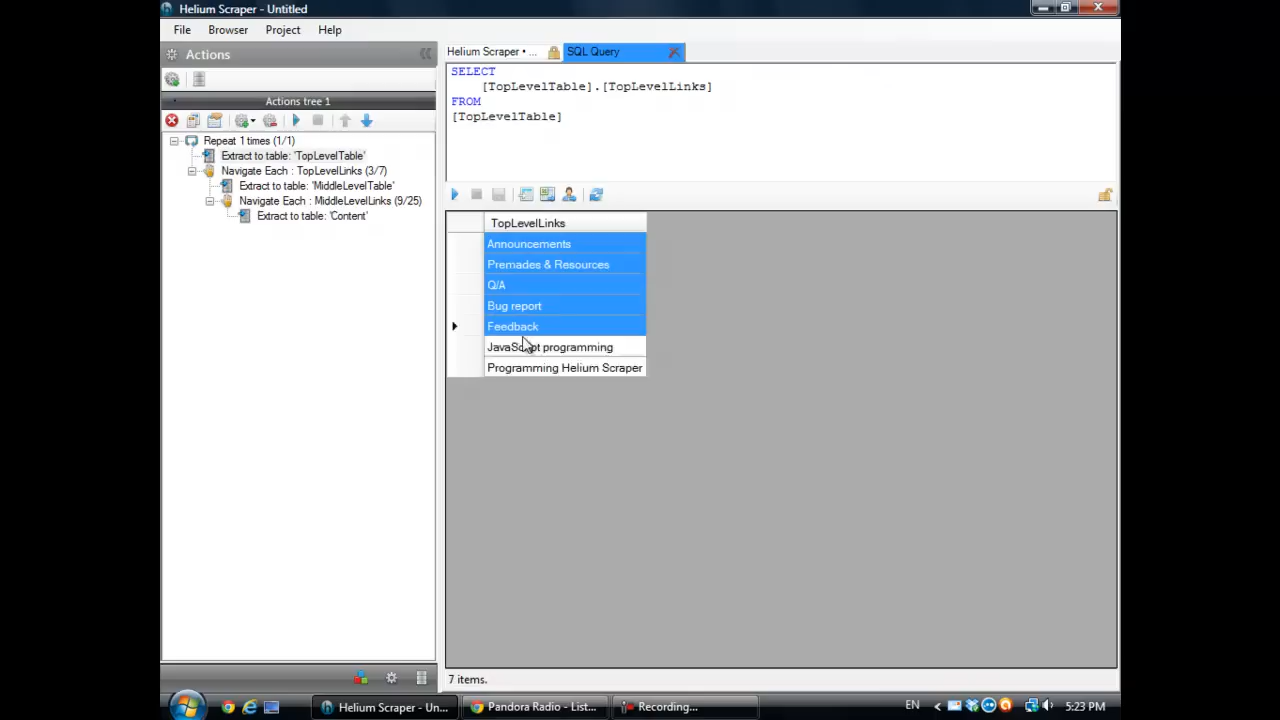 Helium Scraper - Untitled
File Browser Project Help
Actions
Actions tree 1
Repeat 1 times (1/1)
Extract to table: 'TopLevelTable'
Navigate Each : TopLevelLinks (3/7)
Extract to table: 'MiddleLevelTable'
Navigate Each : MiddleLevelLinks (9/25)
Extract to table: 'Content'
Helium Scraper • ... SQL Query
SELECT
[TopLevelTable].[TopLevelLinks]
FROM
[TopLevelTable]
TopLevelLinks
Announcements
Premades & Resources
Q/A
Bug report
Feedback
JavaScript programming
Programming Helium Scraper
7 items.
Helium Scraper - Un... Pandora Radio - List... Recording... EN 5:23 PM